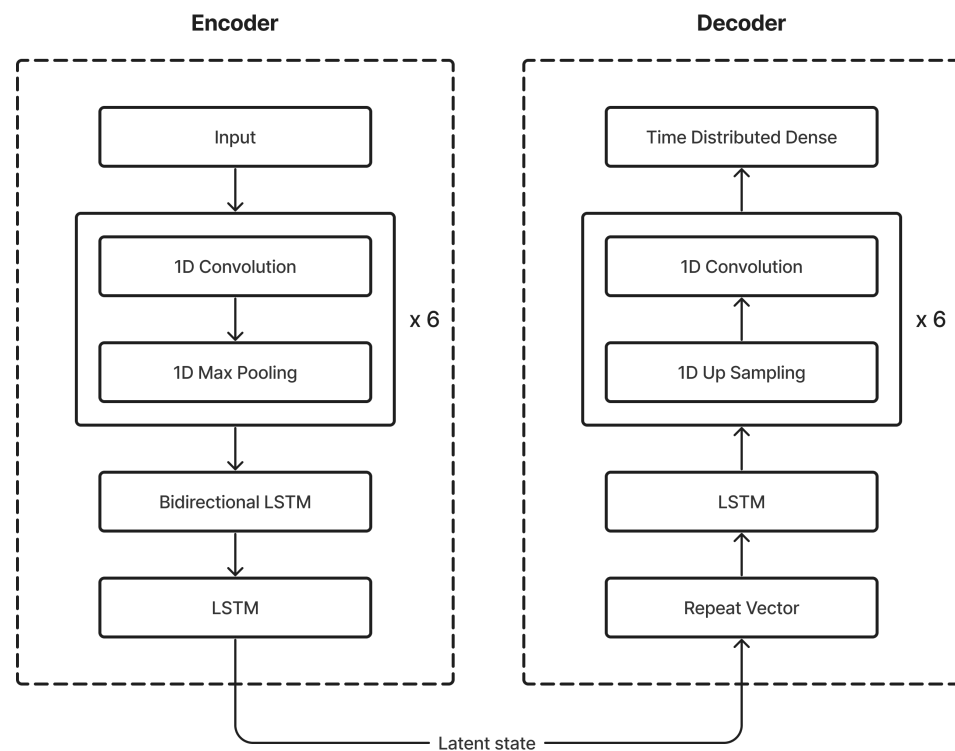 Encoder
Input
1D Convolution
x 6
1D Max Pooling
Bidirectional LSTM
LSTM
Decoder
Time Distributed Dense
1D Convolution
x 6
1D Up Sampling
LSTM
Repeat Vector
Latent state